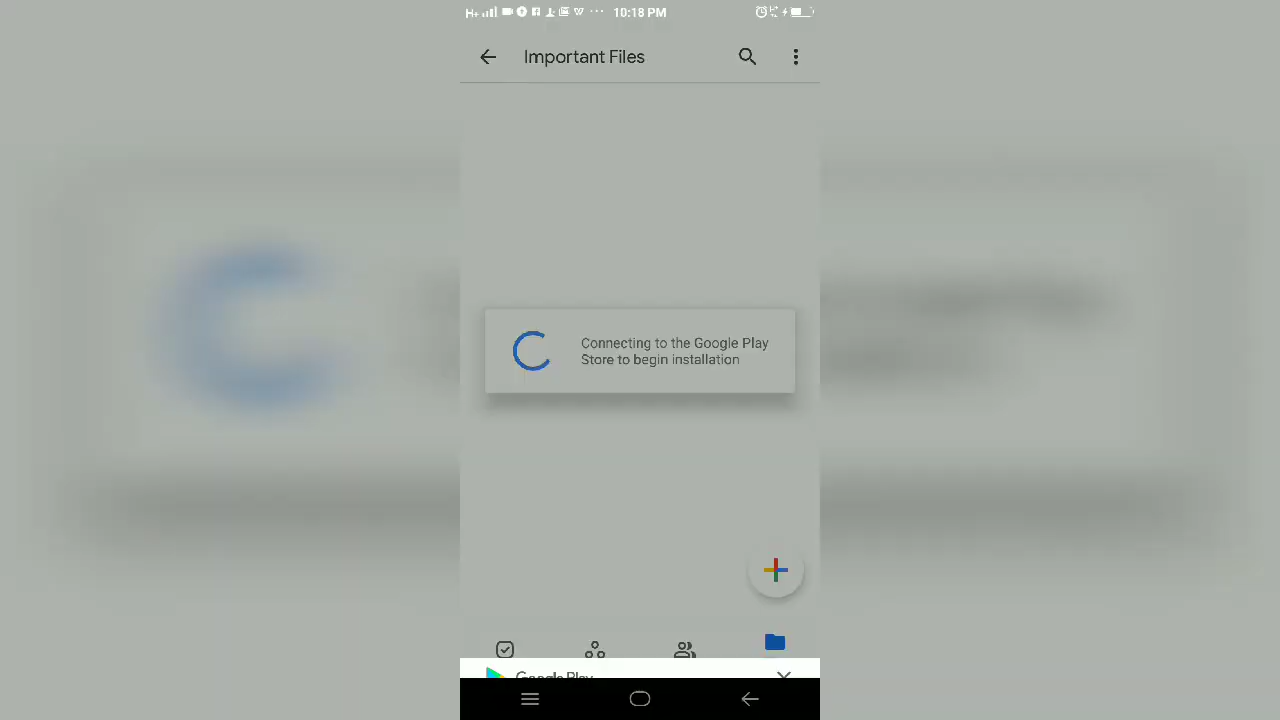 H+ 10:18 PM
Important Files
Connecting to the Google Play
Store to begin installation
Google Play